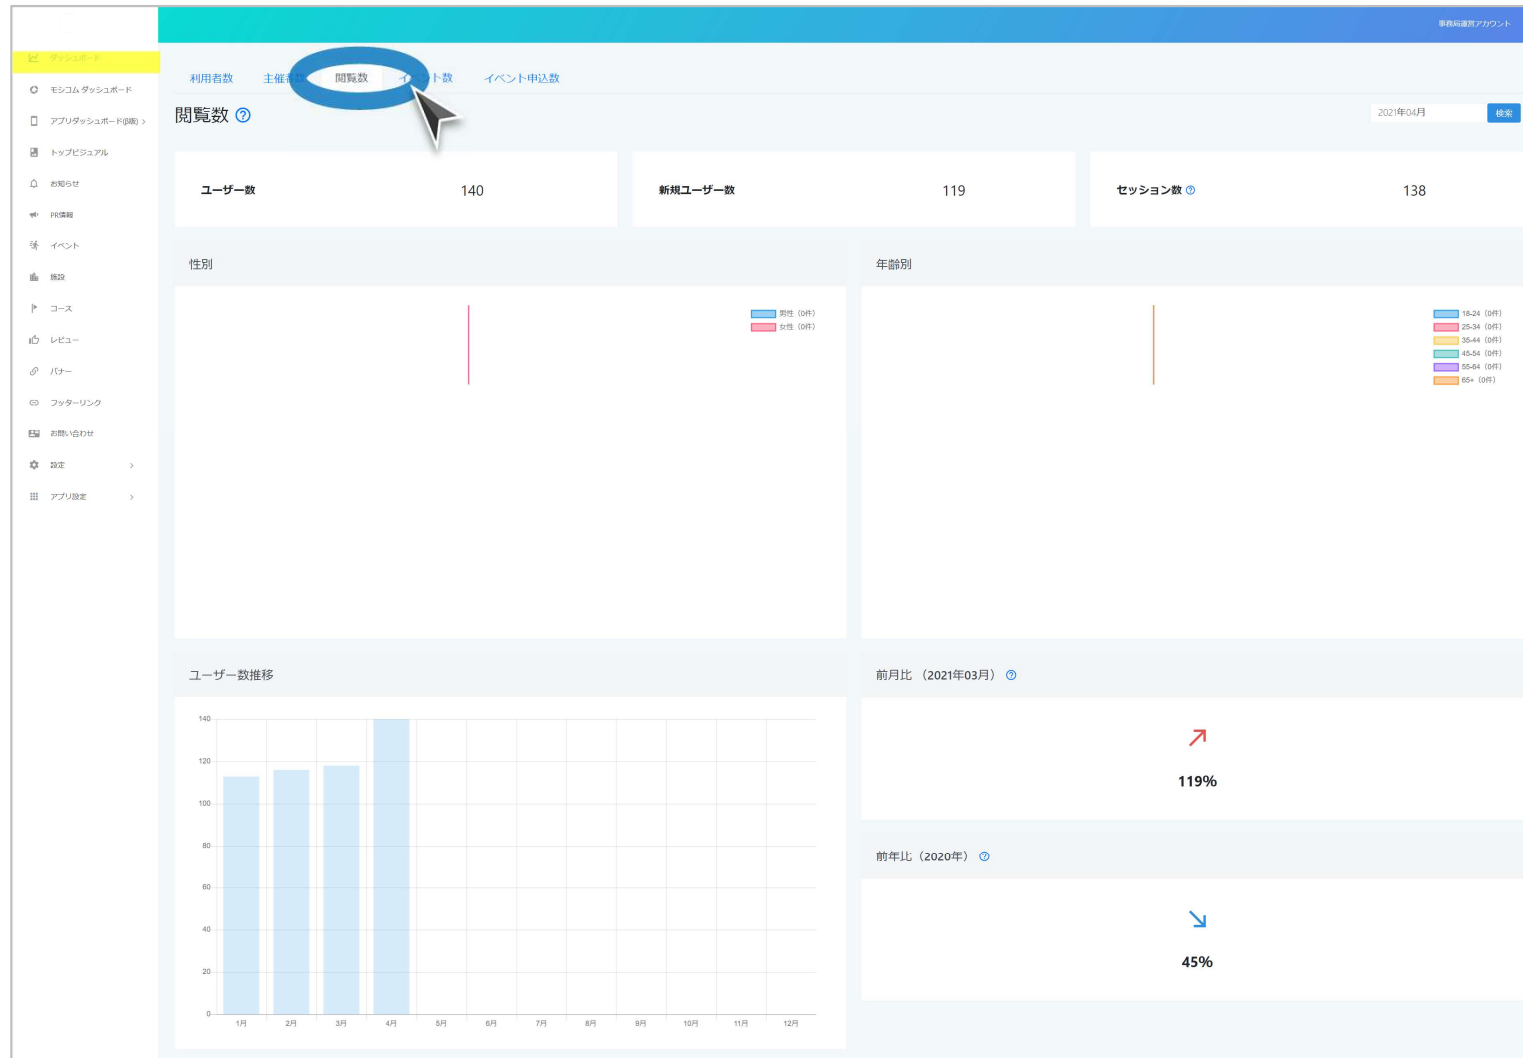 事務局運営アカウント
ダッシュボード
モシコム ダッシュボード
アプリダッシュボード(β版)
トップビジュアル
お知らせ
PR情報
イベント
施設
コース
レビュー
バナー
フッターリンク
お問い合わせ
設定
アプリ設定
利用者数 主催者数 閲覧数 イベント数 イベント申込数
閲覧数
2021年04月 検索
ユーザー数 140
新規ユーザー数 119
セッション数 138
性別
男性（0件）
女性（0件）
年齢別
18-24（0件）
25-34（0件）
35-44（0件）
45-54（0件）
55-64（0件）
65+（0件）
ユーザー数推移
140
120
100
80
60
40
20
0
1月 2月 3月 4月 5月 6月 7月 8月 9月 10月 11月 12月
前月比 （2021年03月）
119%
前年比（2020年）
45%